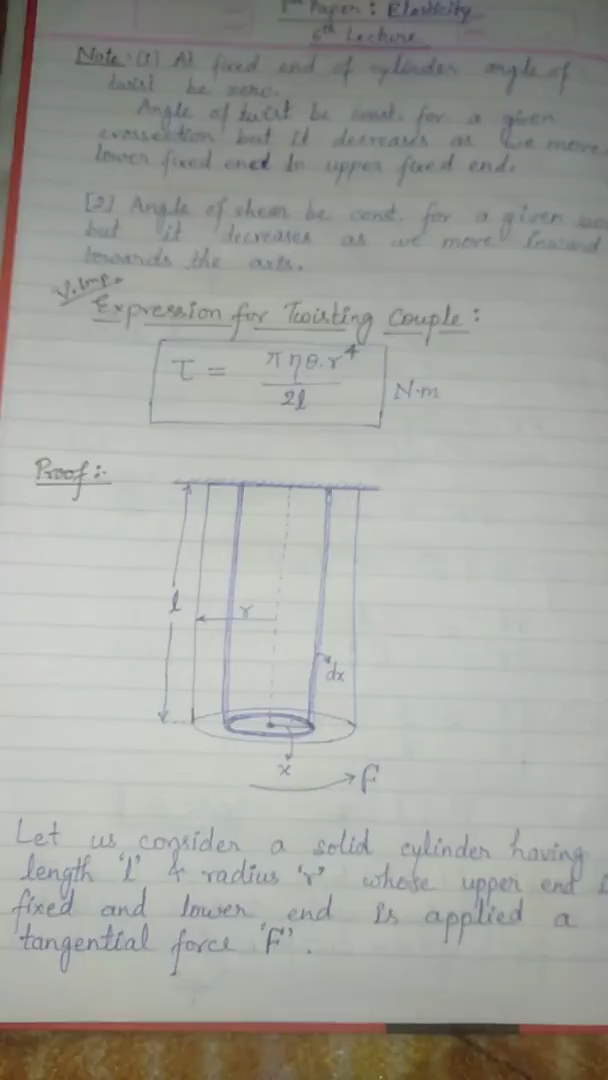 Paper : Elasticity
6th Lecture
Note: (1) At fixed end of cylinder angle of
twist be zero.
Angle of twist be const. for a given
crossection but it decreases as we move
lower fixed end to upper fixed end.
[2] Angle of shear be const. for a given
but it decreases as we move inward
towards the axis.
V. Imp.
Expression for Twisting Couple :
τ = πηθ.r⁴ / 2l N·m
Proof :-
l
r
dx
x
F
Let us consider a solid cylinder having
length 'l' & radius 'r' whose upper end
fixed and lower end is applied a
tangential force 'F'.